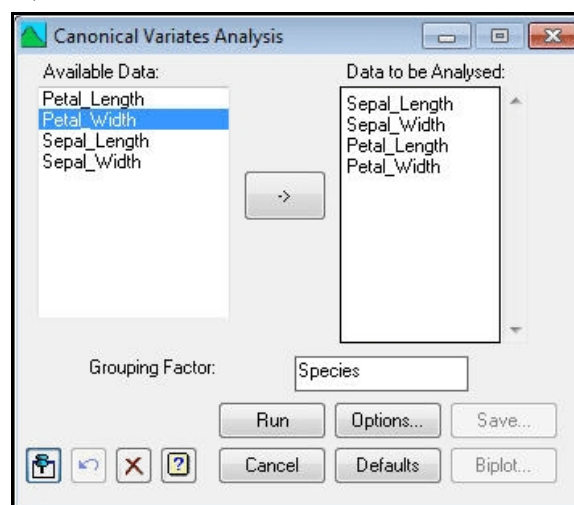 Canonical Variates Analysis
Available Data:
Petal_Length
Petal_Width
Sepal_Length
Sepal_Width
->
Data to be Analysed:
Sepal_Length
Sepal_Width
Petal_Length
Petal_Width
Grouping Factor:
Species
Run
Options...
Save...
Cancel
Defaults
Biplot...